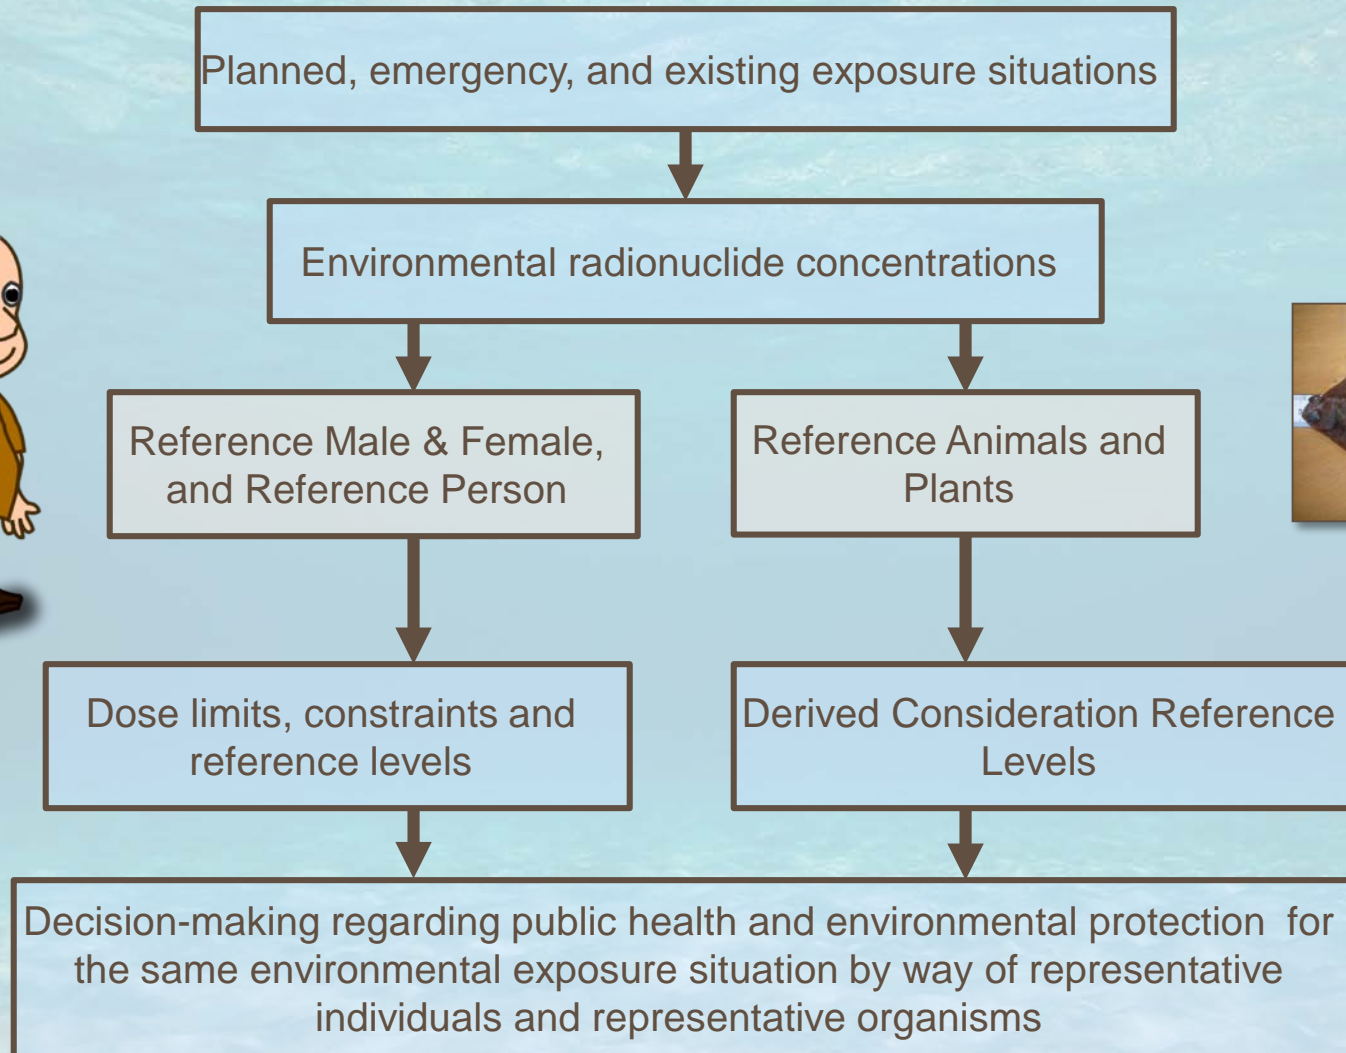 Planned, emergency, and existing exposure situations
Environmental radionuclide concentrations
Reference Male & Female,
and Reference Person
Reference Animals and
Plants
Dose limits, constraints and
reference levels
Derived Consideration Reference
Levels
Decision-making regarding public health and environmental protection for
the same environmental exposure situation by way of representative
individuals and representative organisms